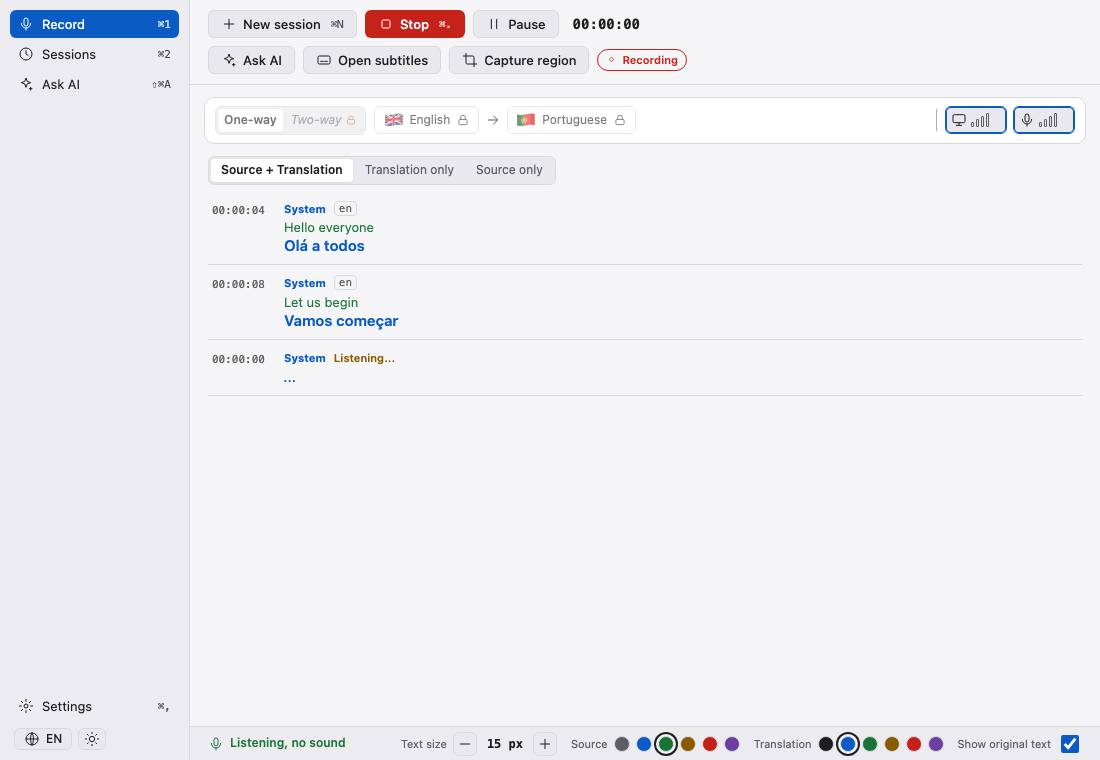 Record ⌘1
Sessions ⌘2
Ask AI ⇧⌘A
New session ⌘N Stop ⌘. Pause 00:00:00
Ask AI Open subtitles Capture region Recording
One-way Two-way English → Portuguese
Source + Translation Translation only Source only
00:00:04 System en
Hello everyone
Olá a todos
00:00:08 System en
Let us begin
Vamos começar
00:00:00 System Listening...
...
Settings ⌘,
EN
Listening, no sound Text size − 15 px + Source Translation Show original text